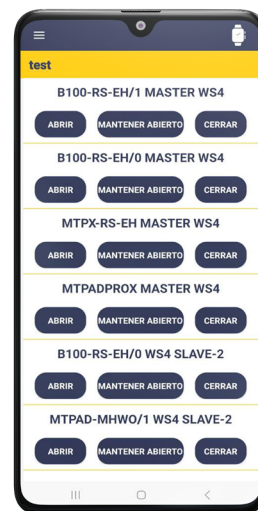 test
B100-RS-EH/1 MASTER WS4
ABRIR MANTENER ABIERTO CERRAR
B100-RS-EH/0 MASTER WS4
ABRIR MANTENER ABIERTO CERRAR
MTPX-RS-EH MASTER WS4
ABRIR MANTENER ABIERTO CERRAR
MTPADPROX MASTER WS4
ABRIR MANTENER ABIERTO CERRAR
B100-RS-EH/0 WS4 SLAVE-2
ABRIR MANTENER ABIERTO CERRAR
MTPAD-MHWO/1 WS4 SLAVE-2
ABRIR MANTENER ABIERTO CERRAR